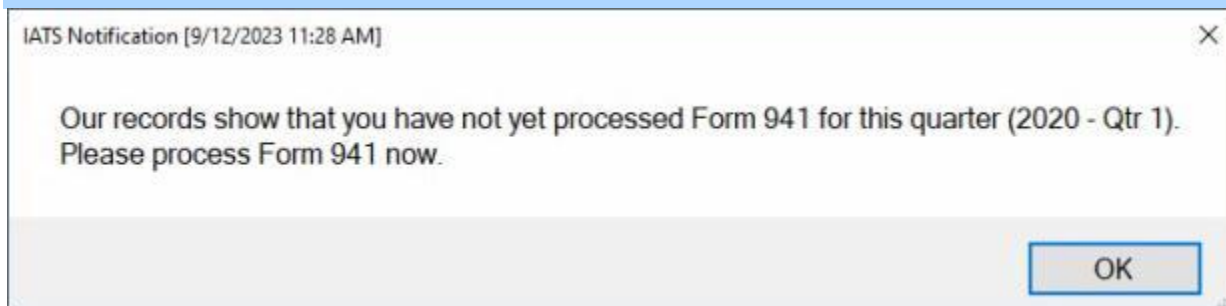 IATS Notification [9/12/2023 11:28 AM]
Our records show that you have not yet processed Form 941 for this quarter (2020 - Qtr 1).
Please process Form 941 now.
OK